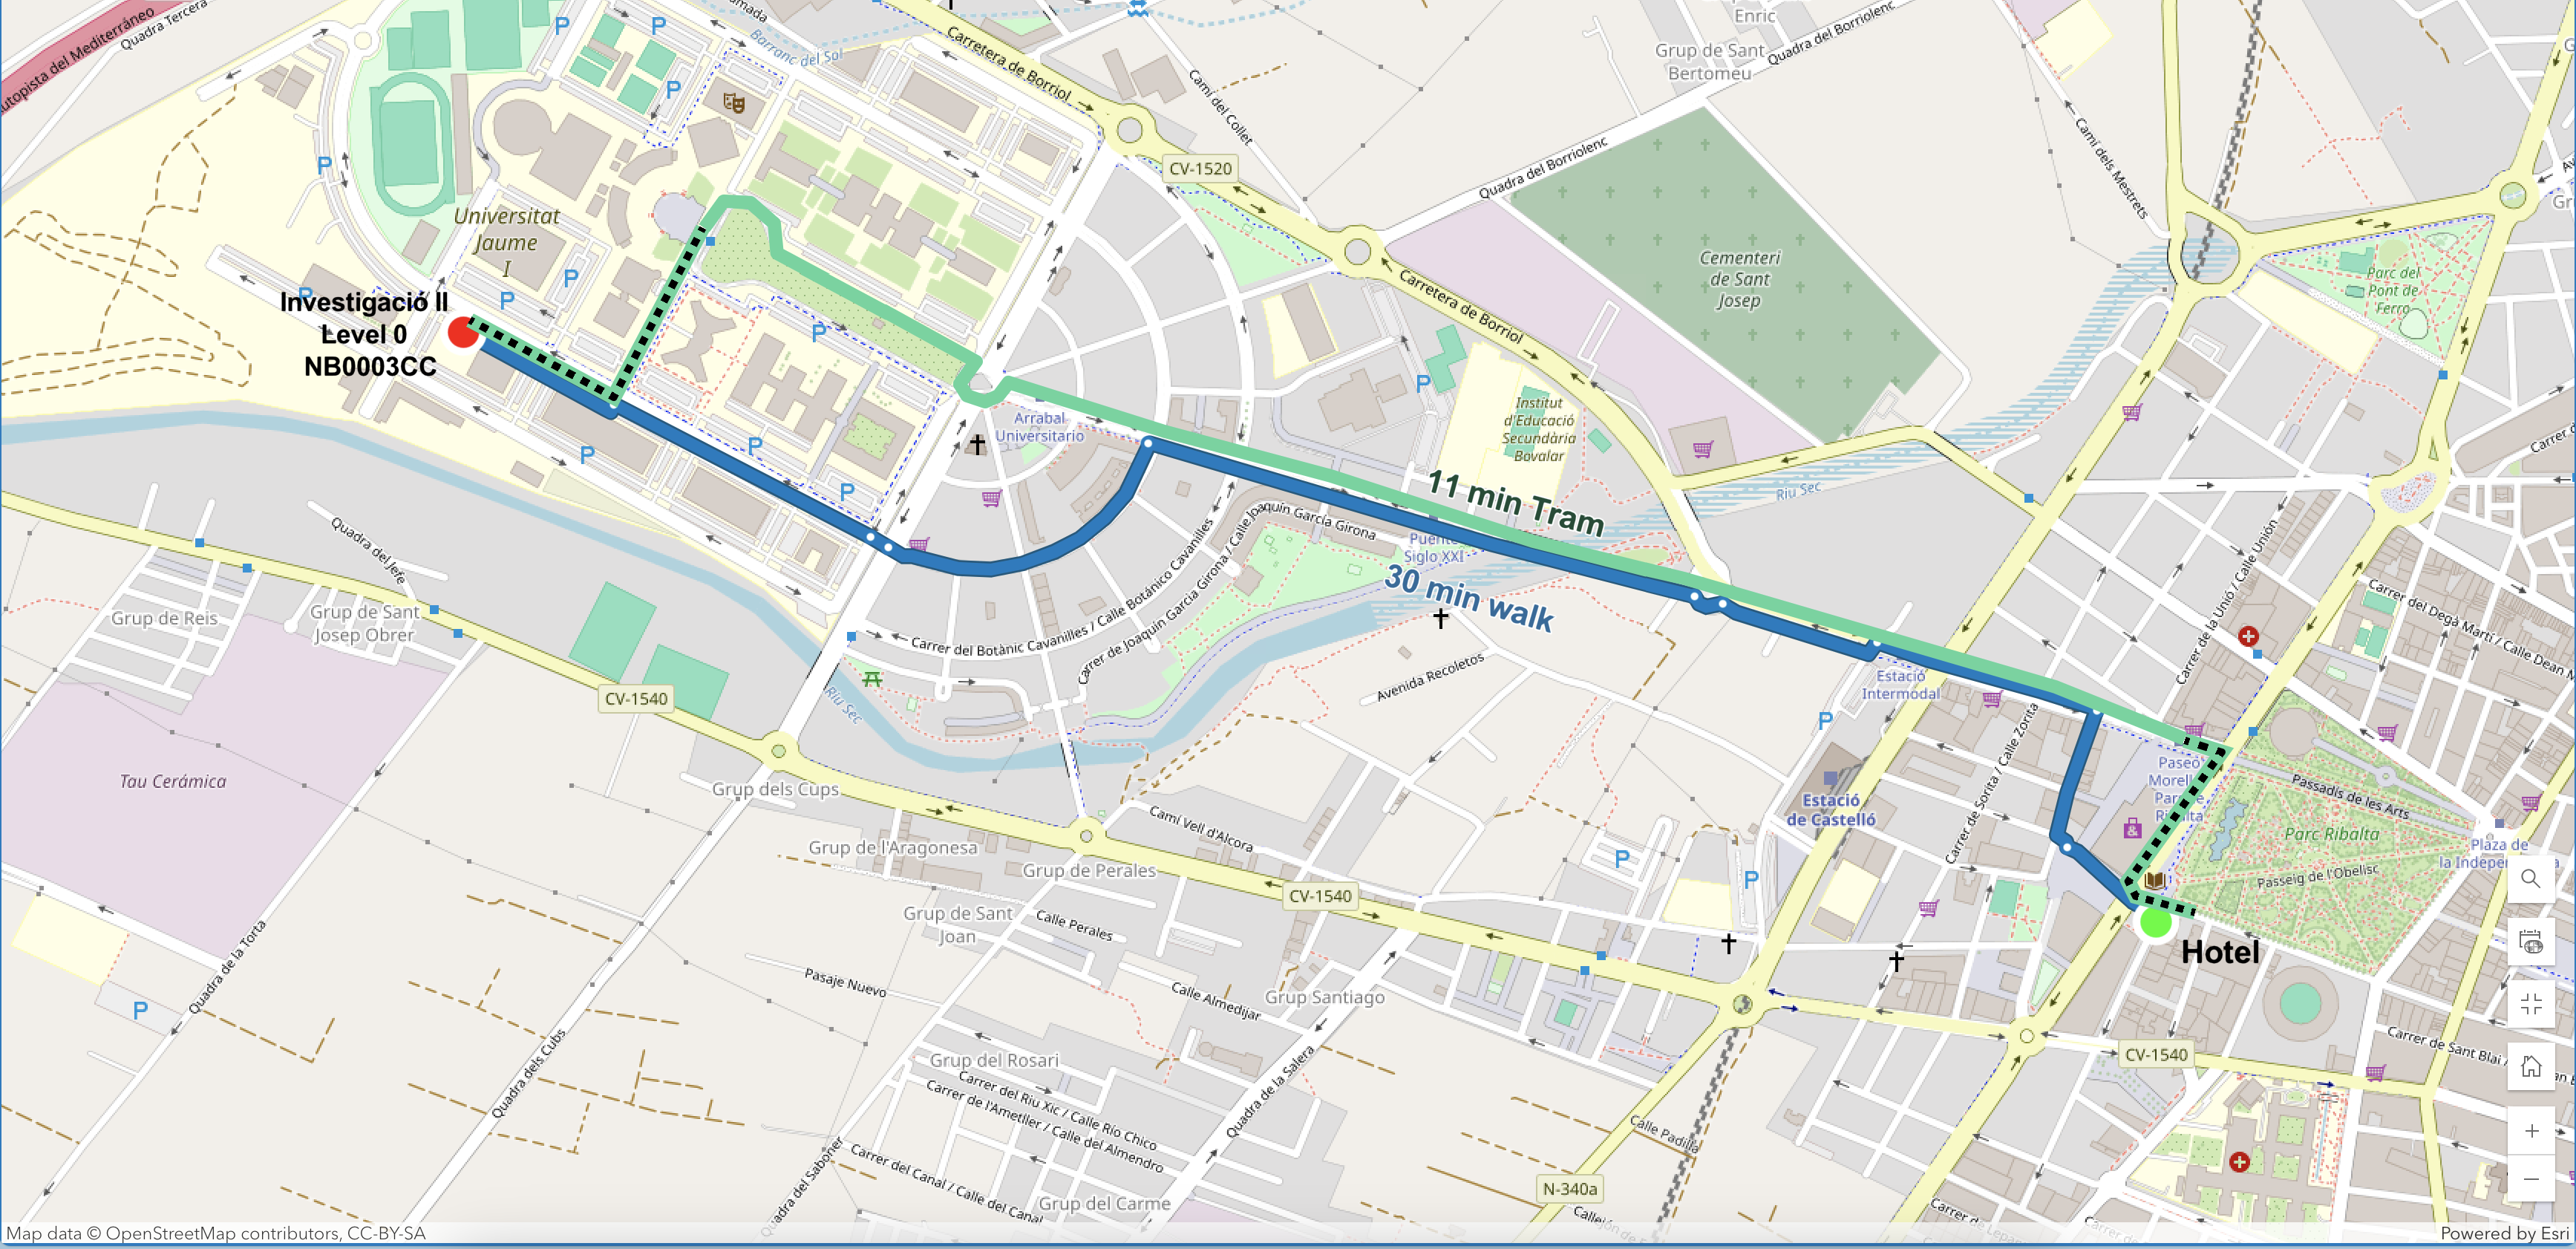 Autopista del Mediterráneo
Quadra Tercera
Barranc del Sol
Carretera de Borriol
Camí del Collet
Enric
Grup de Sant
Bertomeu
Quadra del Borriolenc
Camí dels Mestrets
CV-1520
Quadra del Borriolenc
Universitat
Jaume
I
Cementeri
de Sant
Josep
Parc del
Pont de
Ferro
Carretera de Borriol
Investigació II
Level 0
NB0003CC
Arrabal
Universitario
Institut
d'Educació
Secundària
Bovalar
11 min Tram
Riu Sec
Carrer de Joaquín García Girona / Calle Joaquín García Girona
Puente
Siglo XXI
30 min walk
Quadra del Jefe
Grup de Reis
Grup de Sant
Josep Obrer
Carrer del Botànic Cavanilles / Calle Botánico Cavanilles
Avenida Recoletos
Carrer de la Unió / Calle Unión
Carrer del Degà Martí / Calle Dean M
Estació
Intermodal
CV-1540
Riu Sec
Tau Cerámica
Grup dels Cups
Estació
de Castelló
Carrer de Sorita / Calle Zorita
Paseo
Morell
Par
Ribalta
Passadís de les Arts
Parc Ribalta
Passeig de l'Obelisc
Plaza de
la Indepen
Camí Vell d'Alcora
Grup de l'Aragonesa
Grup de Perales
CV-1540
Grup de Sant
Joan
Calle Perales
Hotel
Quadra de la Torta
Pasaje Nuevo
Calle Almedijar
Grup Santiago
CV-1540
Carrer de Sant Blai
Quadra dels Cubs
Grup del Rosari
Carrer del Riu Xic / Calle Río Chico
Carrer de l'Ametller / Calle del Almendro
Quadra de la Salera
Calle Padilla
Quadra del Saboner
Carrer del Canal / Calle del Canal
Grup del Carme
N-340a
Map data © OpenStreetMap contributors, CC-BY-SA
Powered by Esri